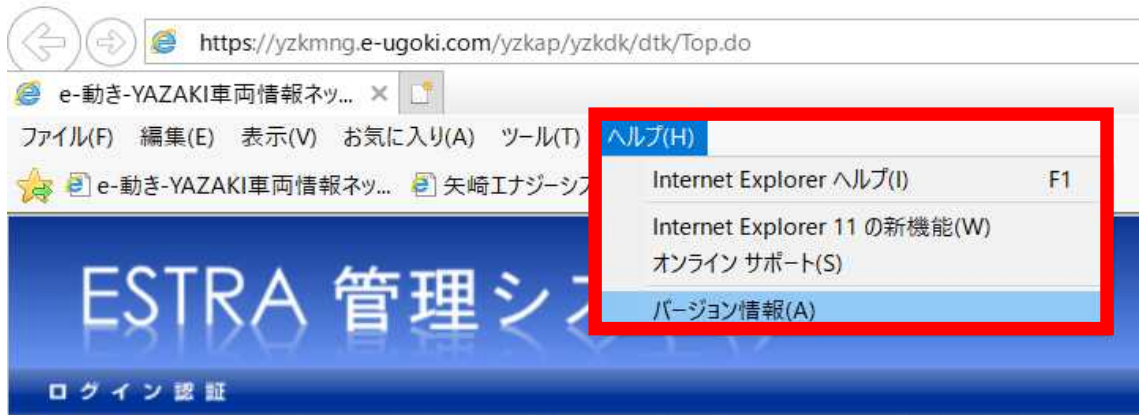 https://yzkmng.e-ugoki.com/yzkap/yzkdk/dtk/Top.do
e-動き-YAZAKI車両情報ネッ...
ファイル(F) 編集(E) 表示(V) お気に入り(A) ツール(T) ヘルプ(H)
e-動き-YAZAKI車両情報ネッ... 矢崎エナジーシス
Internet Explorer ヘルプ(I) F1
Internet Explorer 11 の新機能(W)
オンライン サポート(S)
バージョン情報(A)
ESTRA 管理シ
ログイン認証